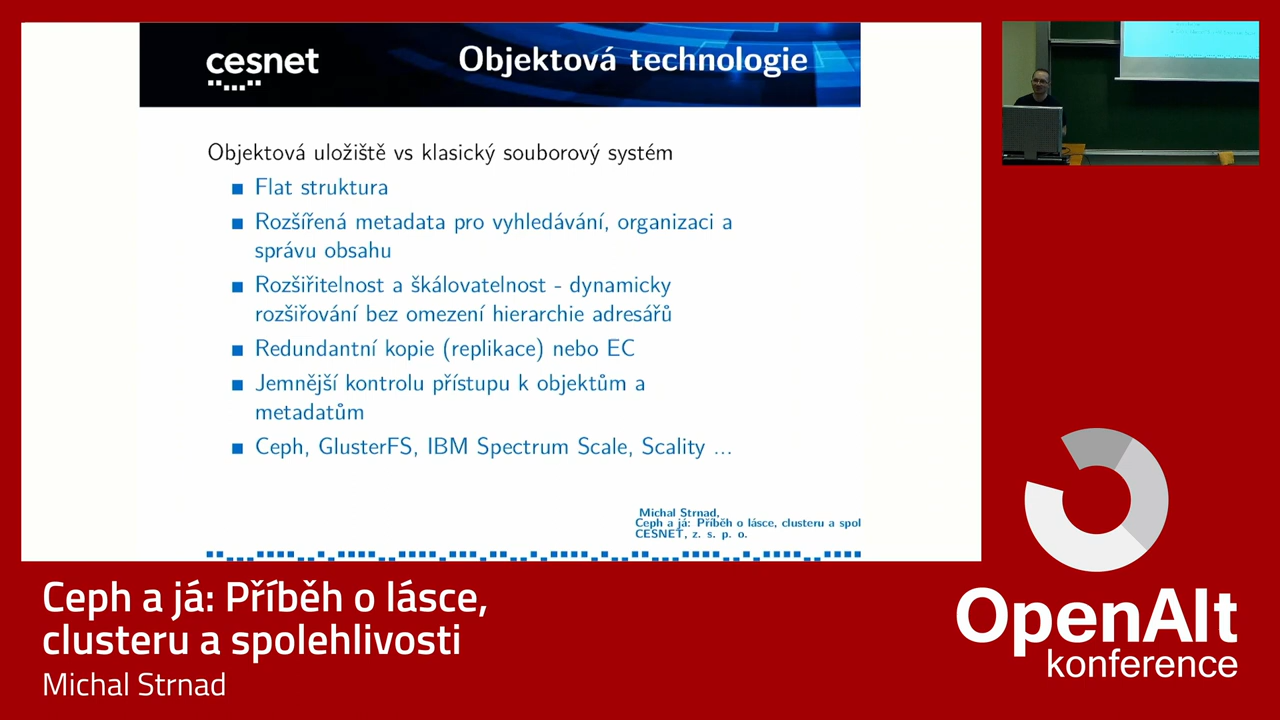 cesnet
Objektová technologie
Objektová uložiště vs klasický souborový systém
Flat struktura
Rozšířená metadata pro vyhledávání, organizaci a
správu obsahu
Rozšiřitelnost a škálovatelnost - dynamicky
rozšiřování bez omezení hierarchie adresářů
Redundantní kopie (replikace) nebo EC
Jemnější kontrolu přístupu k objektům a
metadatům
Ceph, GlusterFS, IBM Spectrum Scale, Scality ...
Michal Strnad,
Ceph a já: Příběh o lásce, clusteru a spol
CESNET, z. s. p. o.
Ceph a já: Příběh o lásce,
clusteru a spolehlivosti
Michal Strnad
OpenAlt
konference